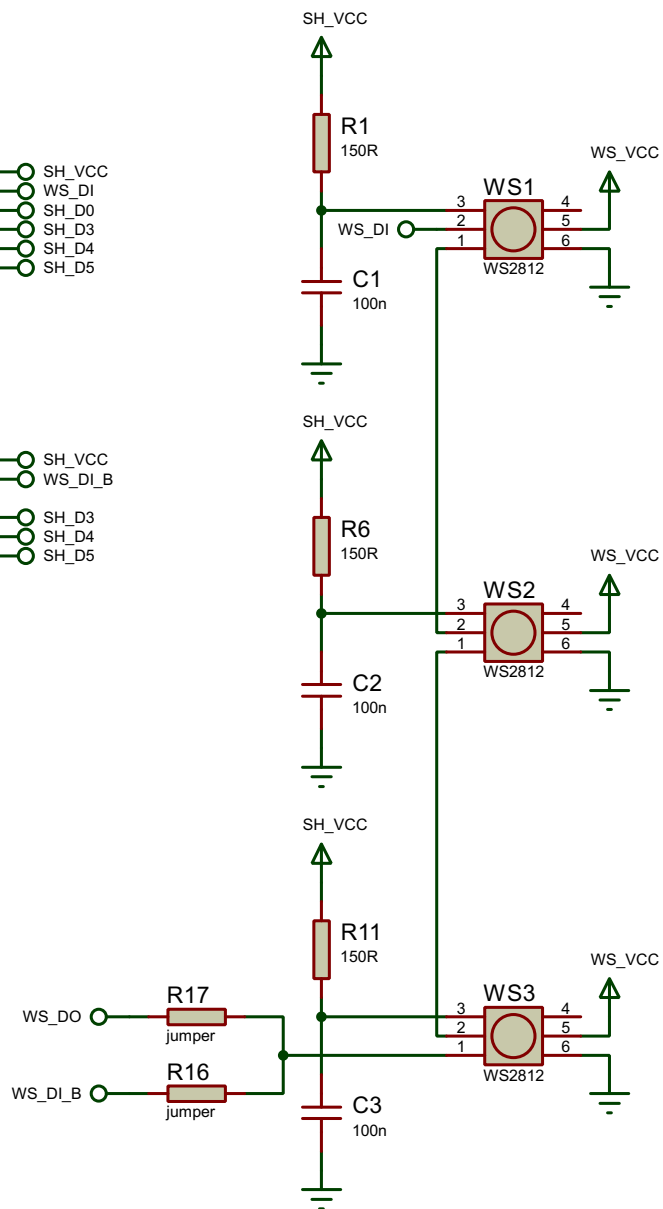 SH_VCC
R1
150R
WS_VCC
SH_VCC
WS_DI
SH_D0
SH_D3
SH_D4
SH_D5
WS1
3 4
WS_DI 2 5
1 6
WS2812
C1
100n
SH_VCC
SH_VCC
WS_DI_B
SH_D3
SH_D4
SH_D5
R6
150R
WS_VCC
WS2
3 4
2 5
1 6
WS2812
C2
100n
SH_VCC
R11
150R
WS_VCC
WS3
R17
WS_DO
jumper
3 4
2 5
1 6
WS2812
R16
WS_DI_B
jumper
C3
100n